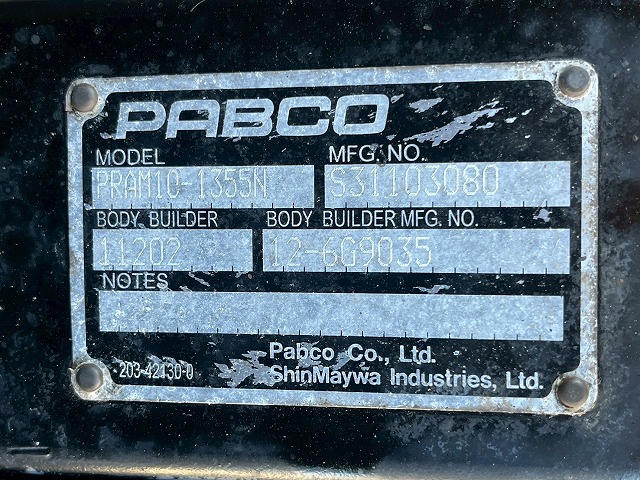 PABCO
MODEL MFG. NO.
PRAM10-1355N S31103080
BODY BUILDER BODY BUILDER MFG. NO.
11202 12-6G9035
NOTES
Pabco Co., Ltd.
203-42130-0 ShinMaywa Industries, Ltd.